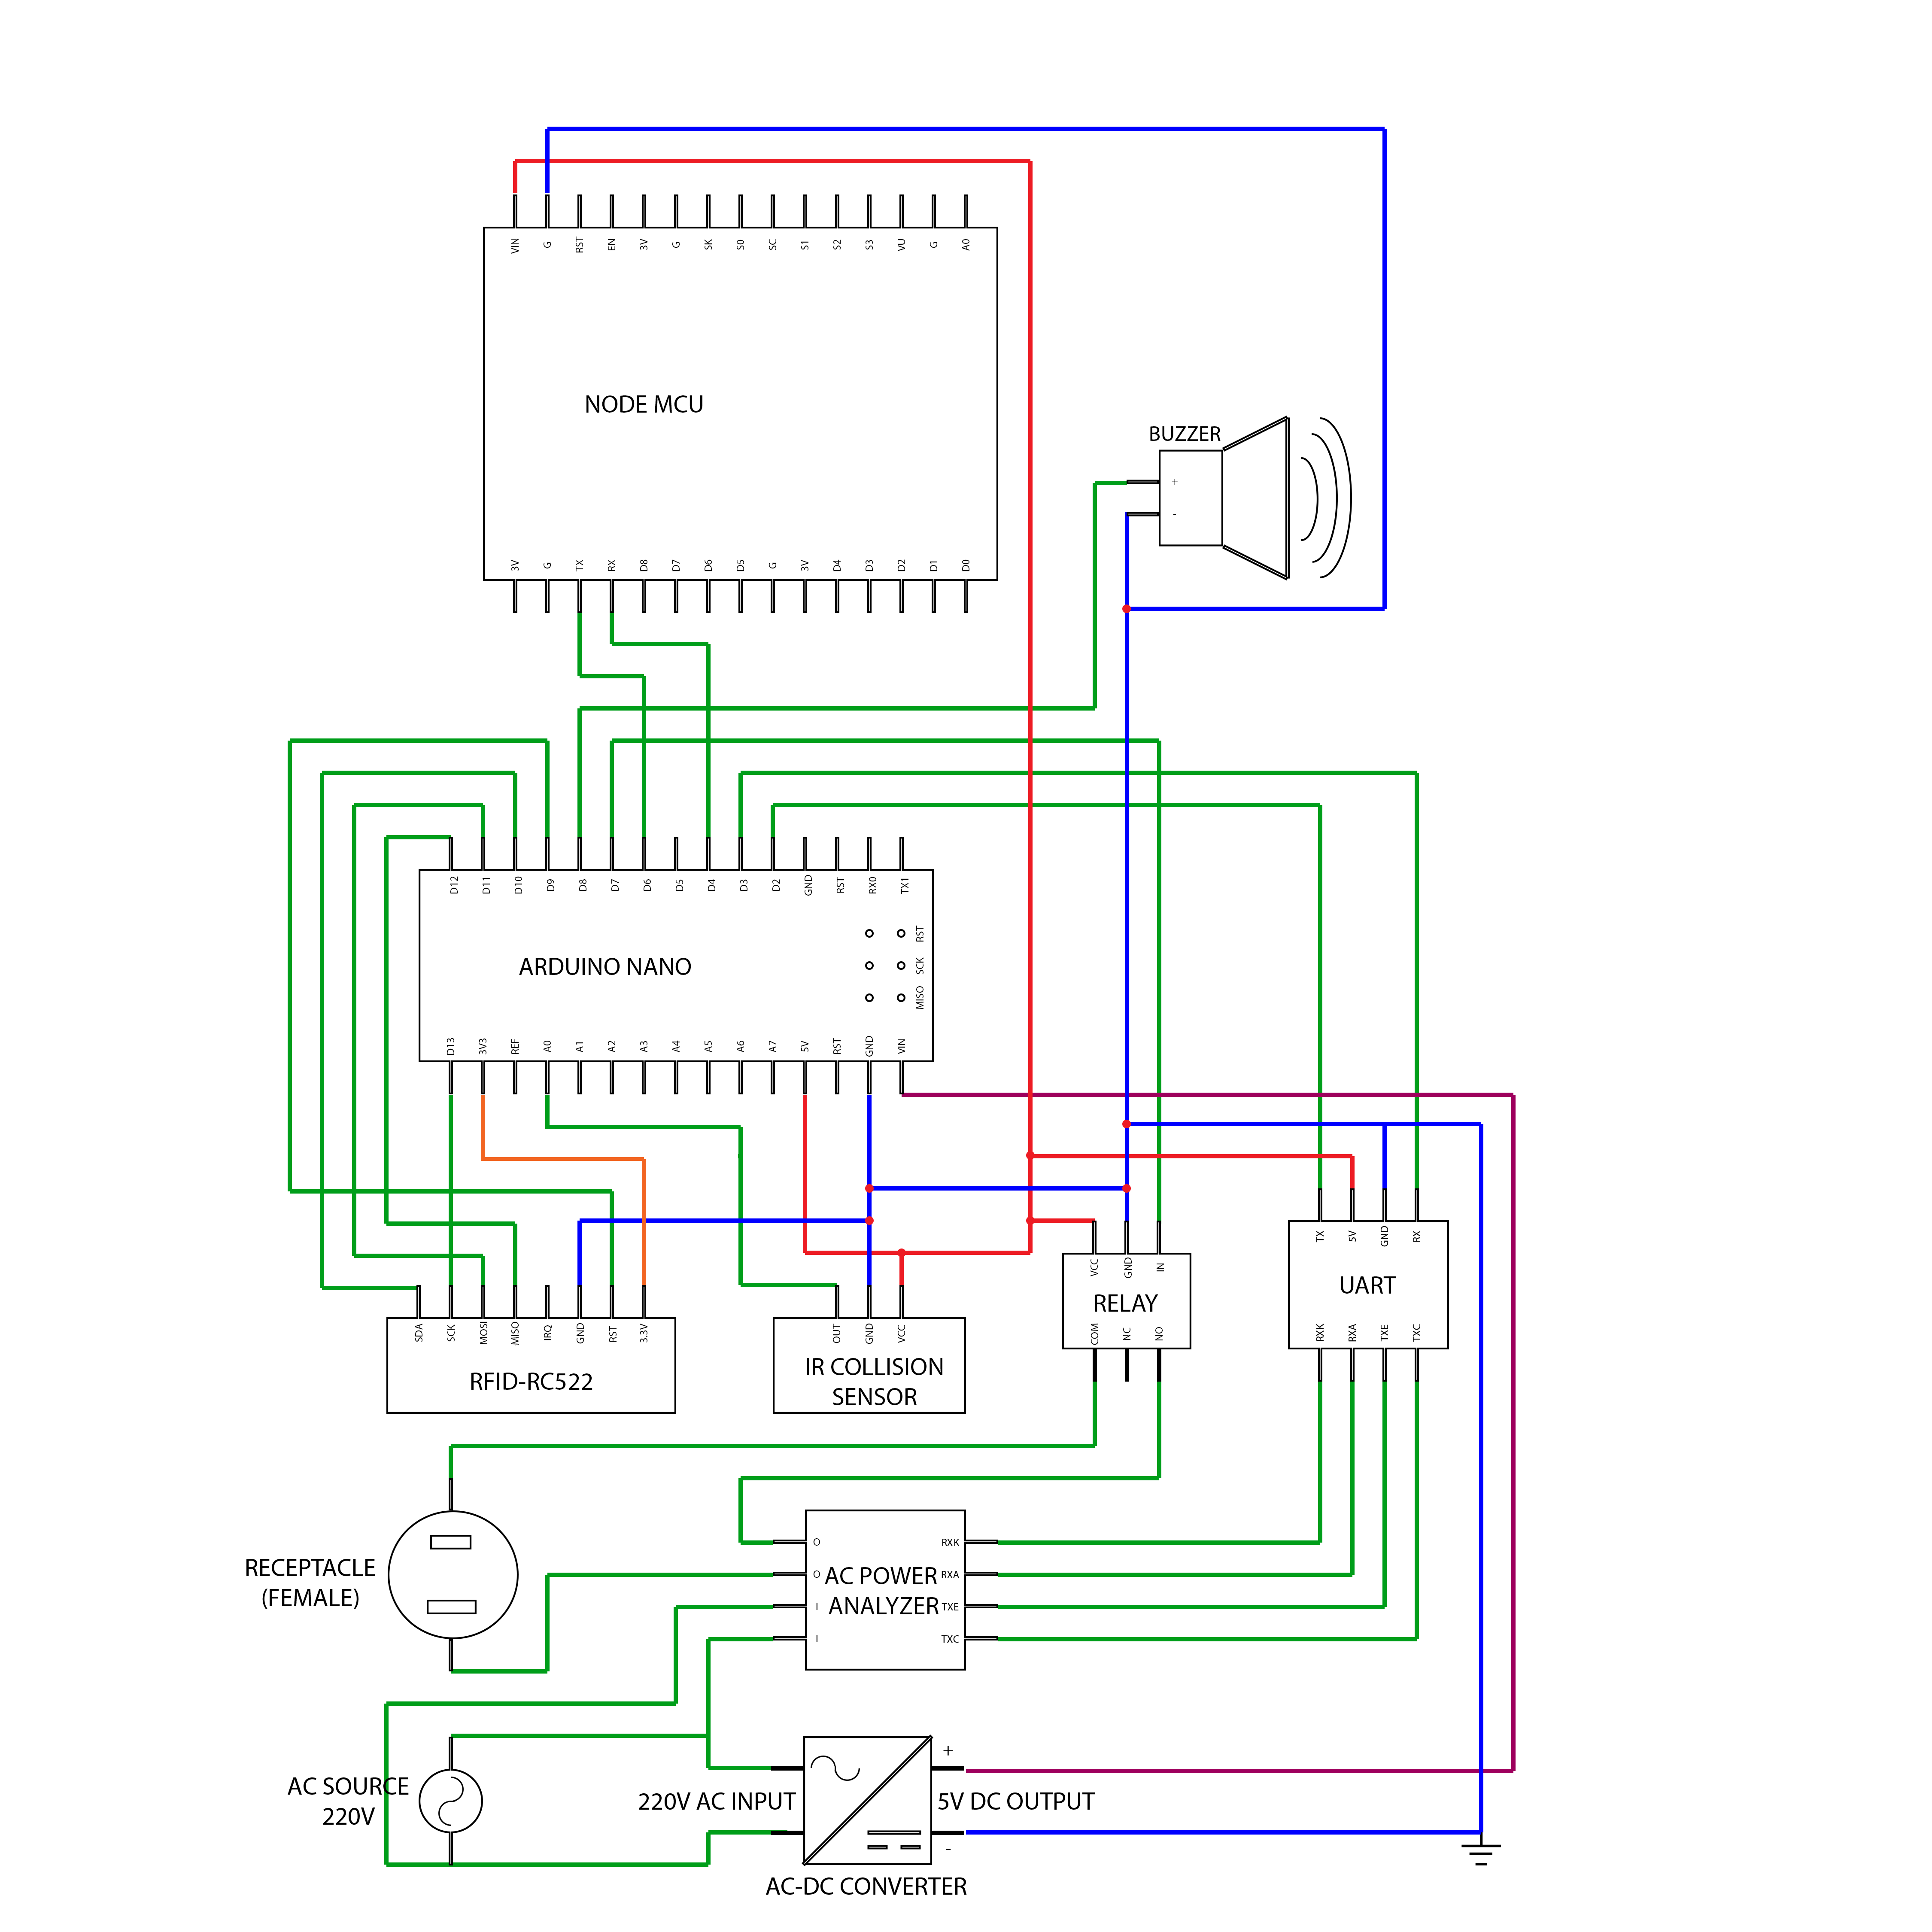 VIN G RST EN 3V G SK S0 SC S1 S2 S3 VU G A0
NODE MCU
3V G TX RX D8 D7 D6 D5 G 3V D4 D3 D2 D1 D0
BUZZER
+
-
D12 D11 D10 D9 D8 D7 D6 D5 D4 D3 D2 GND RST RX0 TX1
RST
SCK
MISO
ARDUINO NANO
D13 3V3 REF A0 A1 A2 A3 A4 A5 A6 A7 5V RST GND VIN
SDA SCK MOSI MISO IRQ GND RST 3.3V
RFID-RC522
OUT GND VCC
IR COLLISION
SENSOR
VCC GND IN
RELAY
COM NC NO
TX 5V GND RX
UART
RXK RXA TXE TXC
RECEPTACLE
(FEMALE)
O RXK
O RXA
I TXE
I TXC
AC POWER
ANALYZER
AC SOURCE
220V
220V AC INPUT
+
5V DC OUTPUT
-
AC-DC CONVERTER